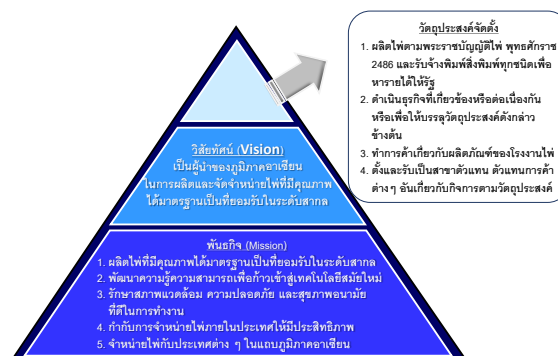 วัตถุประสงค์จัดตั้ง
1. ผลิตไพ่ตามพระราชบัญญัติไพ่ พุทธศักราช
2486 และรับจ้างพิมพ์สิ่งพิมพ์ทุกชนิดเพื่อ
หารายได้ให้รัฐ
2. ดำเนินธุรกิจที่เกี่ยวข้องหรือต่อเนื่องกัน
หรือเพื่อให้บรรลุวัตถุประสงค์ดังกล่าว
ข้างต้น
3. ทำการค้าเกี่ยวกับผลิตภัณฑ์ของโรงงานไพ่
4. ตั้งและรับเป็นสาขาตัวแทน ตัวแทนการค้า
ต่างๆ อันเกี่ยวกับกิจการตามวัตถุประสงค์
วิสัยทัศน์ (Vision)
เป็นผู้นำของภูมิภาคอาเซียน
ในการผลิตและจัดจำหน่ายไพ่ที่มีคุณภาพ
ได้มาตรฐานเป็นที่ยอมรับในระดับสากล
พันธกิจ (Mission)
1. ผลิตไพ่ที่มีคุณภาพได้มาตรฐานเป็นที่ยอมรับในระดับสากล
2. พัฒนาความรู้ความสามารถเพื่อก้าวเข้าสู่เทคโนโลยีสมัยใหม่
3. รักษาสภาพแวดล้อม ความปลอดภัย และสุขภาพอนามัย
ที่ดีในการทำงาน
4. กำกับการจำหน่ายไพ่ภายในประเทศให้มีประสิทธิภาพ
5. จำหน่ายไพ่กับประเทศต่าง ๆ ในแถบภูมิภาคอาเซียน